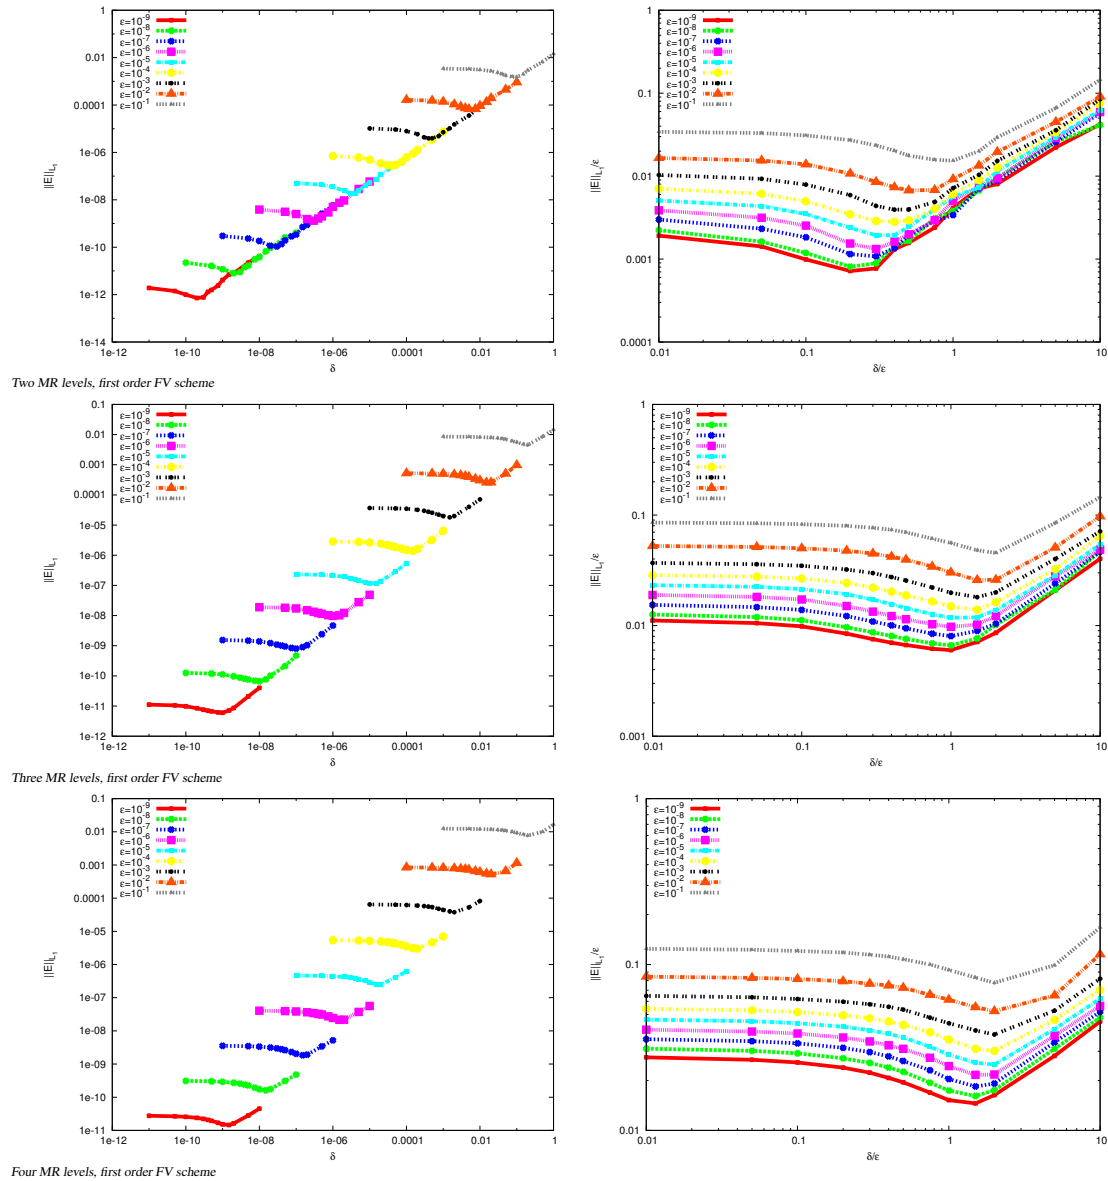 1
0.01
0.0001
1e-06
1e-08
1e-10
1e-12
1e-14
1e-12
1e-10
1e-08
1e-06
0.0001
0.01
1
||E||L1
δ
ε=10-9
ε=10-8
ε=10-7
ε=10-6
ε=10-5
ε=10-4
ε=10-3
ε=10-2
ε=10-1
1
0.1
0.01
0.001
0.0001
0.01
0.1
1
10
||E||L1/ε
δ/ε
ε=10-9
ε=10-8
ε=10-7
ε=10-6
ε=10-5
ε=10-4
ε=10-3
ε=10-2
ε=10-1
Two MR levels, first order FV scheme
0.1
0.01
0.001
0.0001
1e-05
1e-06
1e-07
1e-08
1e-09
1e-10
1e-11
1e-12
1e-12
1e-10
1e-08
1e-06
0.0001
0.01
1
||E||L1
δ
ε=10-9
ε=10-8
ε=10-7
ε=10-6
ε=10-5
ε=10-4
ε=10-3
ε=10-2
ε=10-1
1
0.1
0.01
0.001
0.01
0.1
1
10
||E||L1/ε
δ/ε
ε=10-9
ε=10-8
ε=10-7
ε=10-6
ε=10-5
ε=10-4
ε=10-3
ε=10-2
ε=10-1
Three MR levels, first order FV scheme
0.1
0.01
0.001
0.0001
1e-05
1e-06
1e-07
1e-08
1e-09
1e-10
1e-11
1e-12
1e-10
1e-08
1e-06
0.0001
0.01
1
||E||L1
δ
ε=10-9
ε=10-8
ε=10-7
ε=10-6
ε=10-5
ε=10-4
ε=10-3
ε=10-2
ε=10-1
1
0.1
0.01
0.01
0.1
1
10
||E||L1/ε
δ/ε
ε=10-9
ε=10-8
ε=10-7
ε=10-6
ε=10-5
ε=10-4
ε=10-3
ε=10-2
ε=10-1
Four MR levels, first order FV scheme